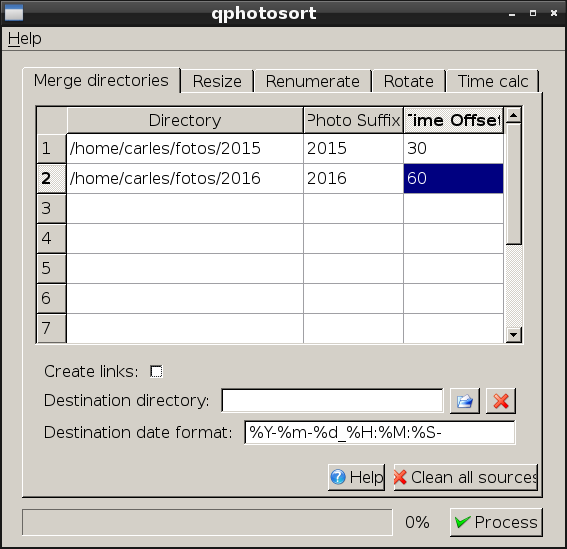 qphotosort
Help
Merge directories Resize Renumerate Rotate Time calc
Directory Photo Suffix Time Offset
1 /home/carles/fotos/2015 2015 30
2 /home/carles/fotos/2016 2016 60
3
4
5
6
7
Create links:
Destination directory:
Destination date format: %Y-%m-%d_%H:%M:%S-
Help Clean all sources
0% Process